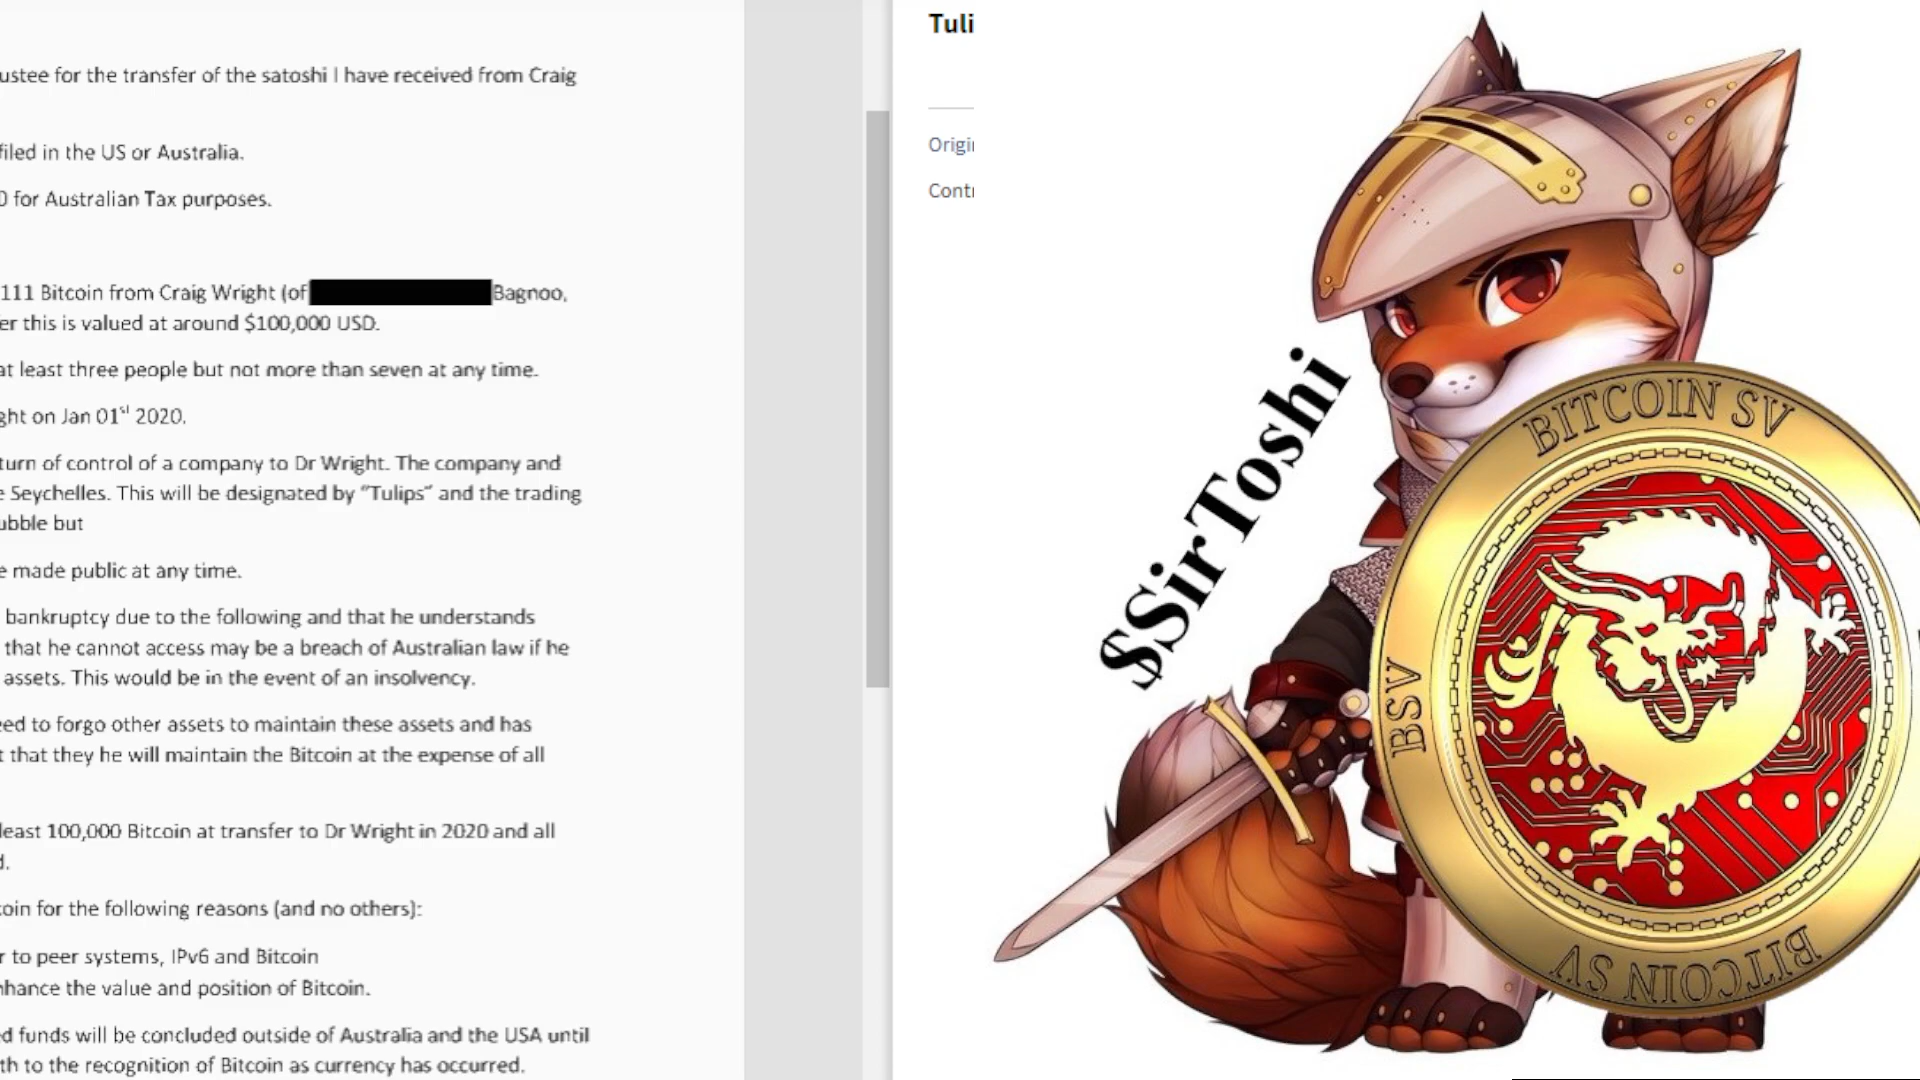 ustee for the transfer of the satoshi I have received from Craig
filed in the US or Australia.
0 for Australian Tax purposes.
111 Bitcoin from Craig Wright (of Bagnoo,
er this is valued at around $100,000 USD.
at least three people but not more than seven at any time.
ght on Jan 01st 2020.
turn of control of a company to Dr Wright. The company and
e Seychelles. This will be designated by "Tulips" and the trading
ubble but
e made public at any time.
bankruptcy due to the following and that he understands
that he cannot access may be a breach of Australian law if he
assets. This would be in the event of an insolvency.
eed to forgo other assets to maintain these assets and has
t that they he will maintain the Bitcoin at the expense of all
least 100,000 Bitcoin at transfer to Dr Wright in 2020 and all
d.
coin for the following reasons (and no others):
r to peer systems, IPv6 and Bitcoin
nhance the value and position of Bitcoin.
d funds will be concluded outside of Australia and the USA until
th to the recognition of Bitcoin as currency has occurred.
Tuli
Origi
Contr
$SirToshi
BITCOIN SV
BSV
BITCOIN SV